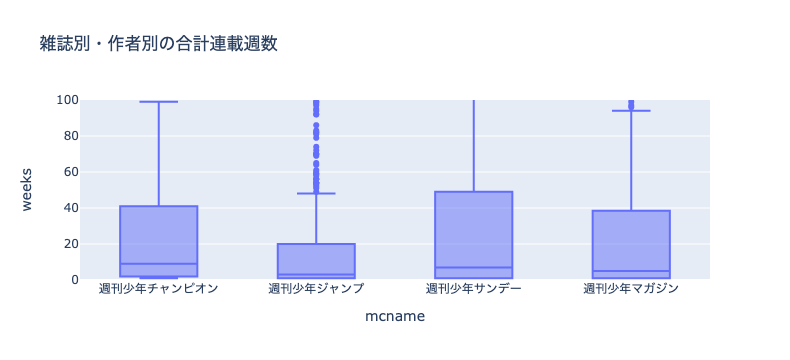 雑誌別・作者別の合計連載週数
weeks
100
80
60
40
20
0
週刊少年チャンピオン
週刊少年ジャンプ
週刊少年サンデー
週刊少年マガジン
mcname